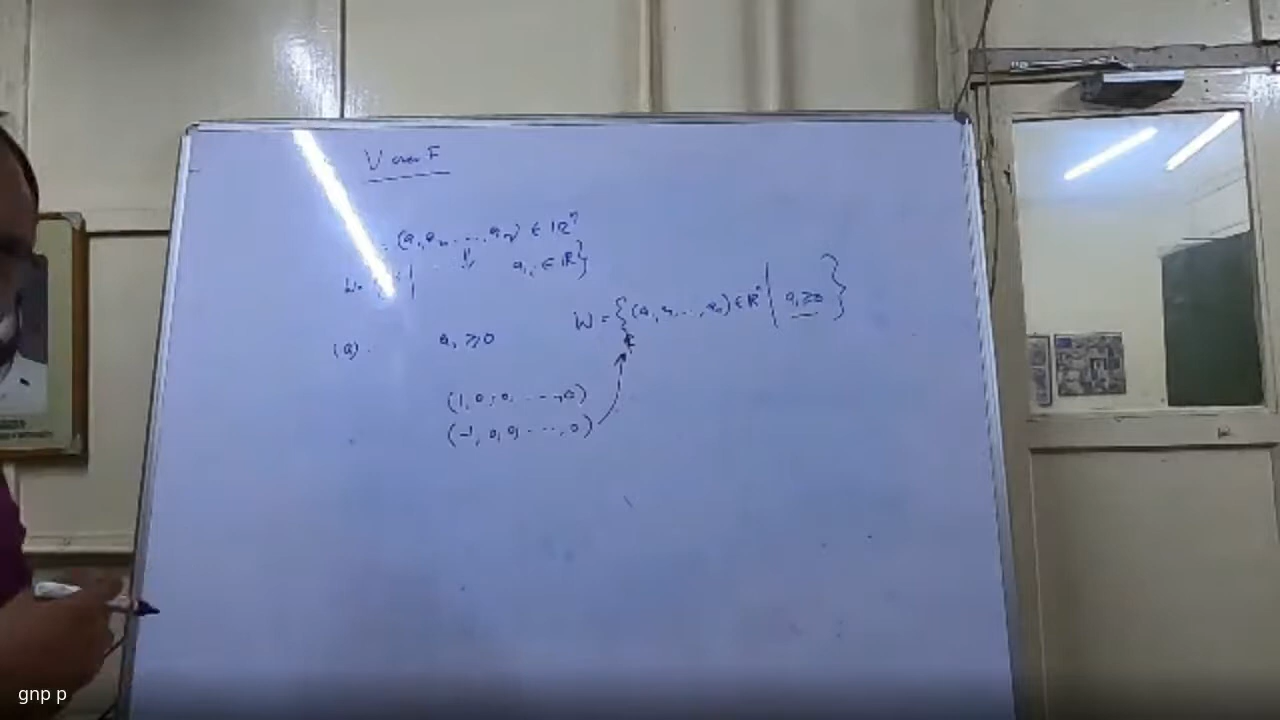 V over F
= (a₁, a₂, ..., aₙ) ∈ ℝⁿ
W = { | ... a₁, ∈ ℝ}
W = {(a₁, a₂, ..., aₙ) ∈ ℝⁿ | a₁ ≥ 0}
(a). a₁ ≥ 0
(1, 0, 0, ..., 0)
(-1, 0, 0, ..., 0)
gnp p